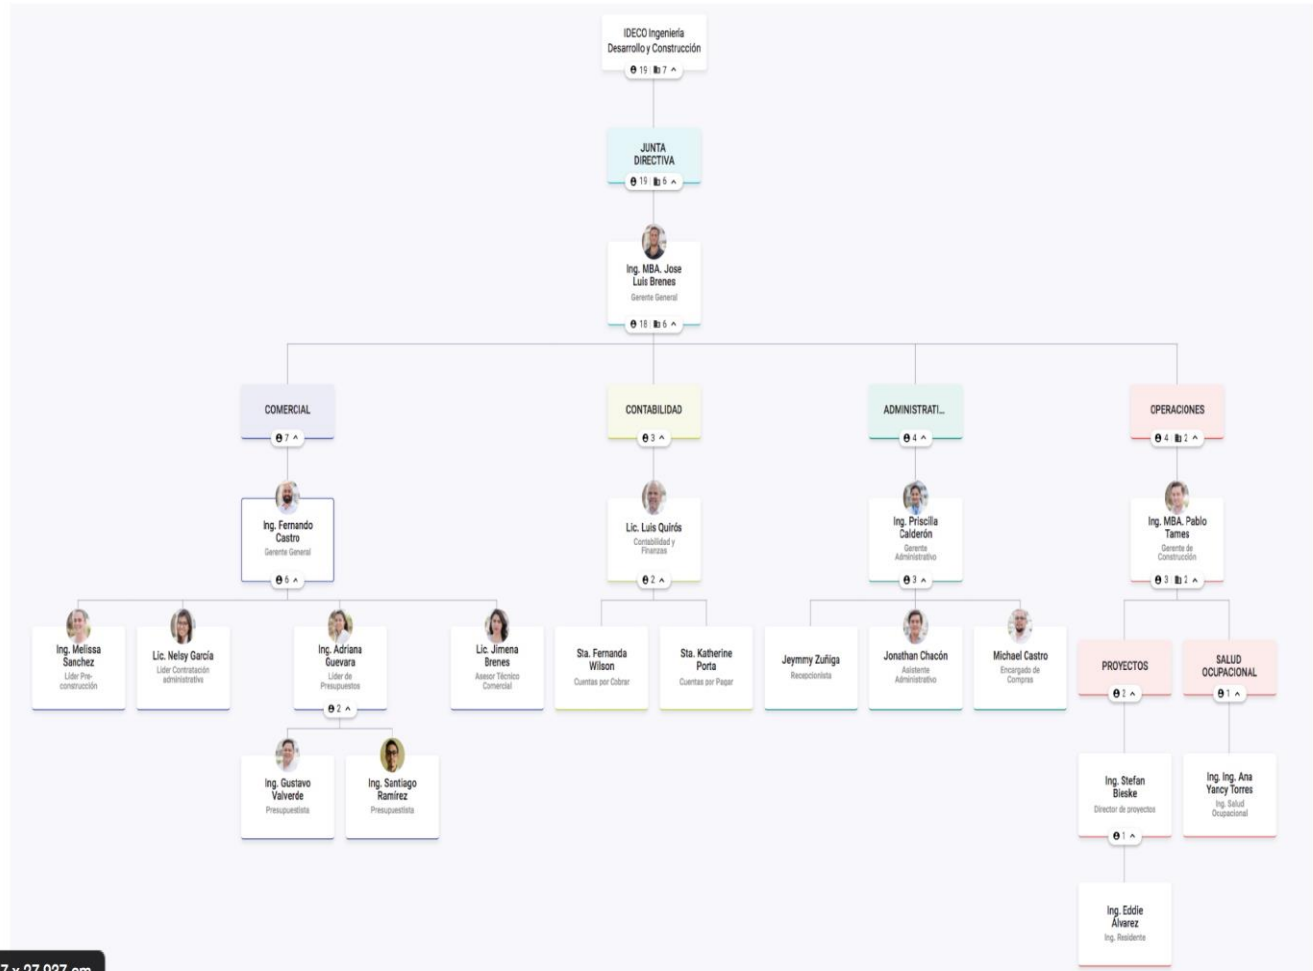 IDECO Ingeniería
Desarrollo y Construcción
19 7
JUNTA
DIRECTIVA
19 6
Ing. MBA. Jose
Luis Brenes
Gerente General
18 6
COMERCIAL
7
CONTABILIDAD
3
ADMINISTRATI...
4
OPERACIONES
4 2
Ing. Fernando
Castro
Gerente General
6
Lic. Luis Quirós
Contabilidad y
Finanzas
2
Ing. Priscilla
Calderón
Gerente
Administrativo
3
Ing. MBA. Pablo
Tames
Gerente de
Construcción
3 2
Ing. Melissa
Sanchez
Líder Pre-
construcción
Lic. Nelsy García
Líder Contratación
administrativa
Ing. Adriana
Guevara
Líder de
Presupuestos
2
Lic. Jimena
Brenes
Asesor Técnico
Comercial
Sta. Fernanda
Wilson
Cuentas por Cobrar
Sta. Katherine
Porta
Cuentas por Pagar
Jeymmy Zuñiga
Recepcionista
Jonathan Chacón
Asistente
Administrativo
Michael Castro
Encargado de
Compras
PROYECTOS
2
SALUD
OCUPACIONAL
1
Ing. Gustavo
Valverde
Presupuestista
Ing. Santiago
Ramírez
Presupuestista
Ing. Stefan
Bieske
Director de proyectos
1
Ing. Ing. Ana
Yancy Torres
Ing. Salud
Ocupacional
Ing. Eddie
Álvarez
Ing. Residente